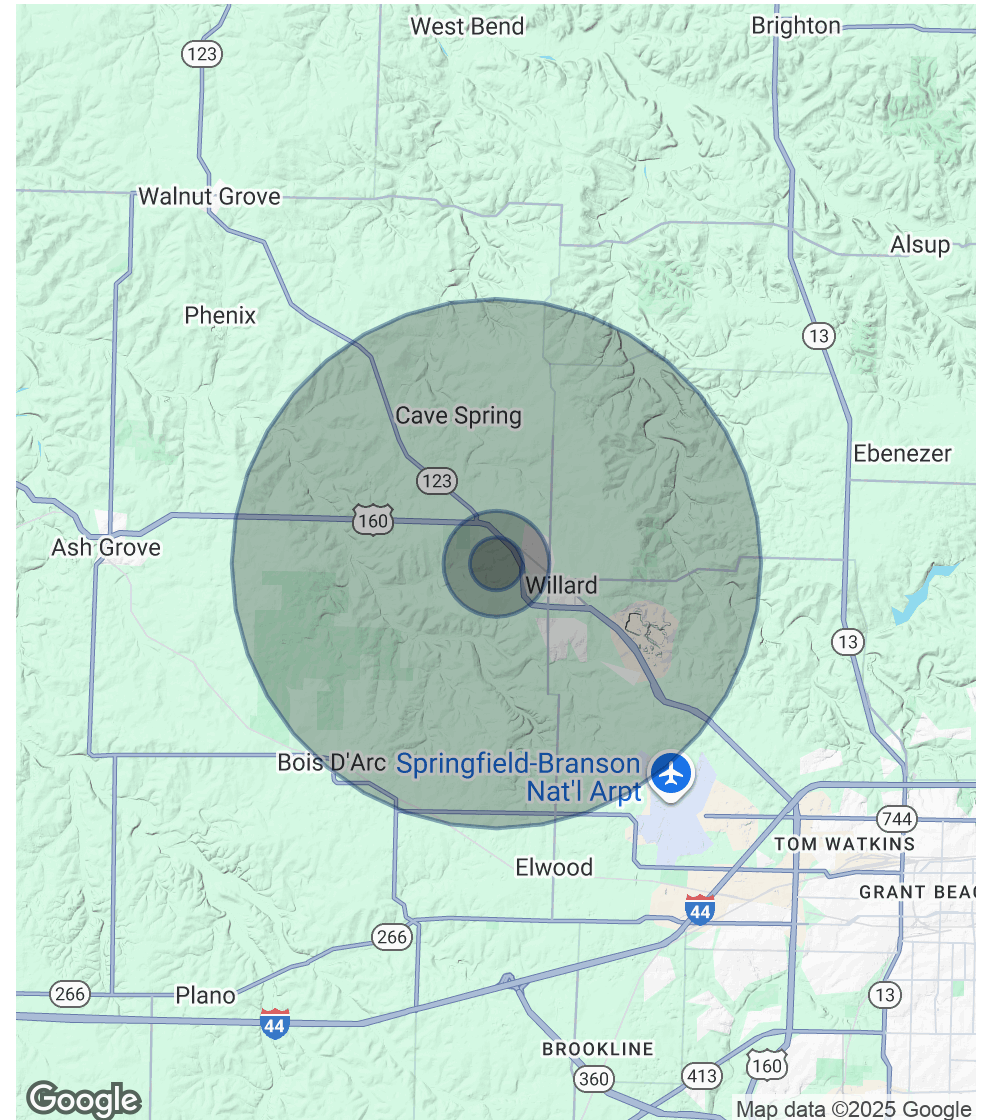 West Bend
Brighton
123
Walnut Grove
Alsup
Phenix
13
Cave Spring
Ebenezer
123
160
Ash Grove
Willard
13
Bois D'Arc
Springfield-Branson
Nat'l Arpt
744
TOM WATKINS
Elwood
GRANT BEAC
44
266
266
Plano
13
44
BROOKLINE
160
360
413
Google
Map data ©2025 Google